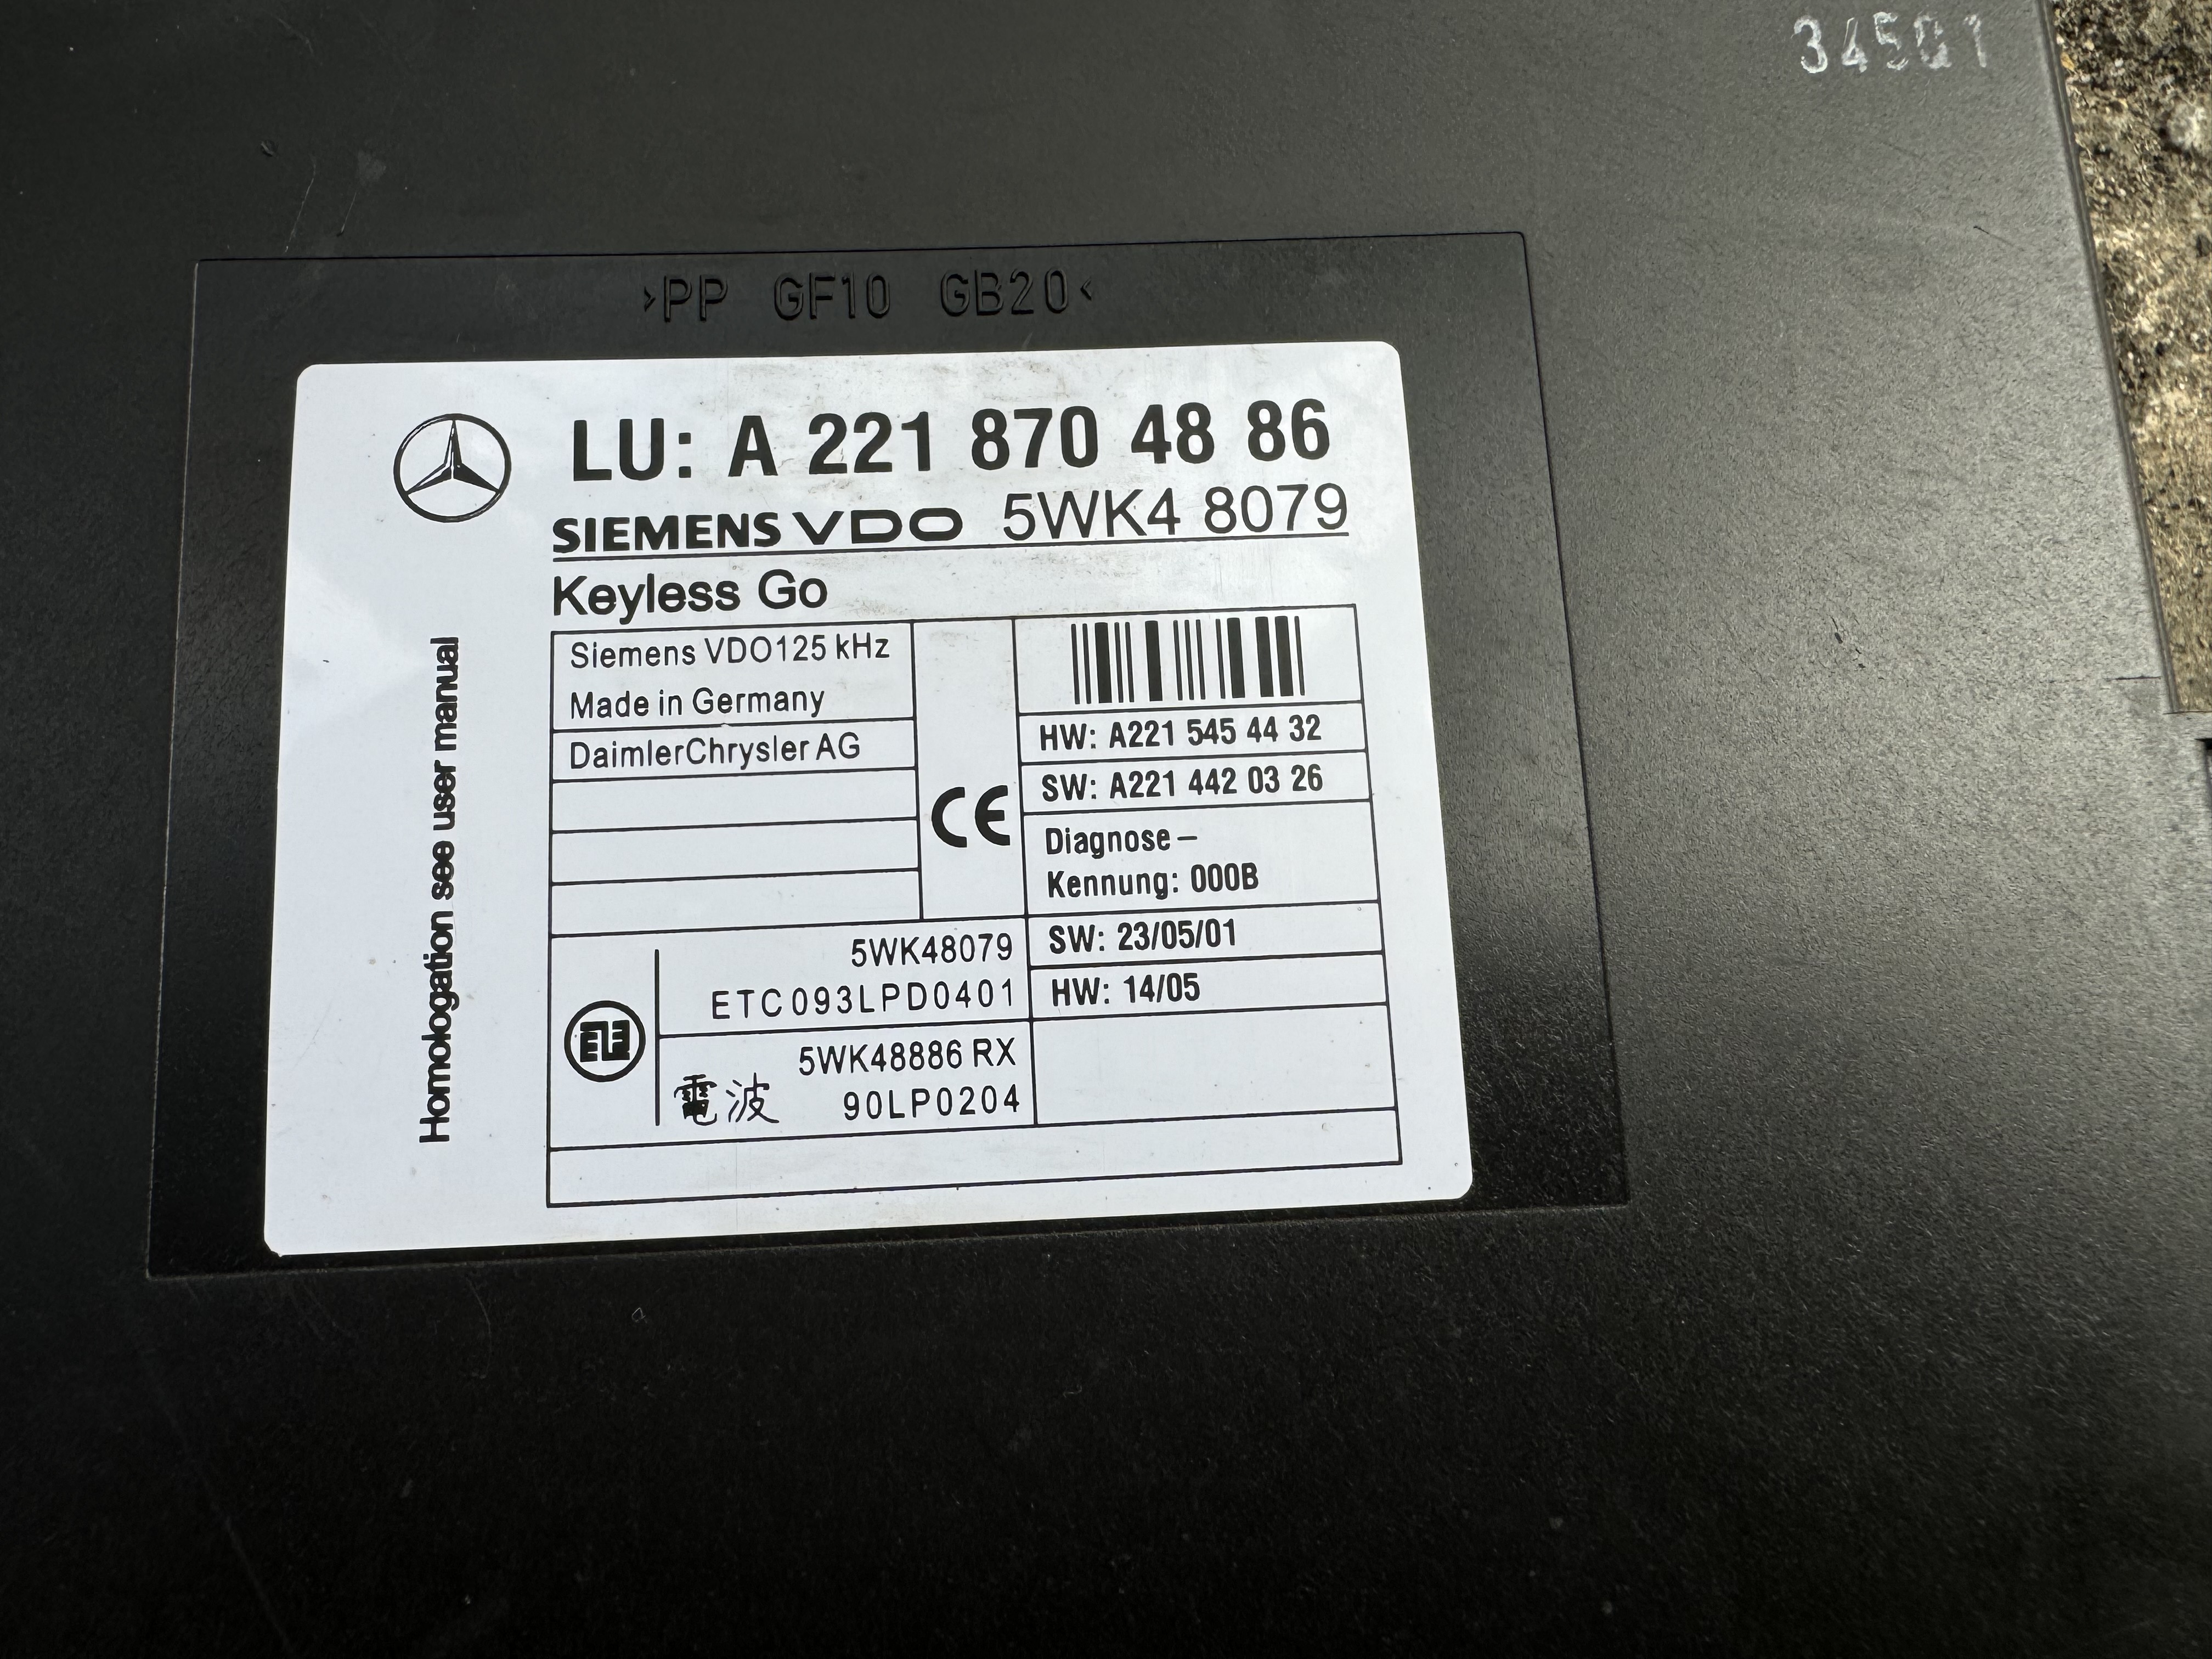 34501
>PP GF10 GB20<
LU: A 221 870 48 86
SIEMENS VDO 5WK4 8079
Keyless Go
Homologation see user manual
Siemens VDO125 kHz
Made in Germany
DaimlerChrysler AG
CE
HW: A221 545 44 32
SW: A221 442 03 26
Diagnose –
Kennung: 000B
SW: 23/05/01
HW: 14/05
5WK48079
ETC093LPD0401
5WK48886 RX
電波 90LP0204